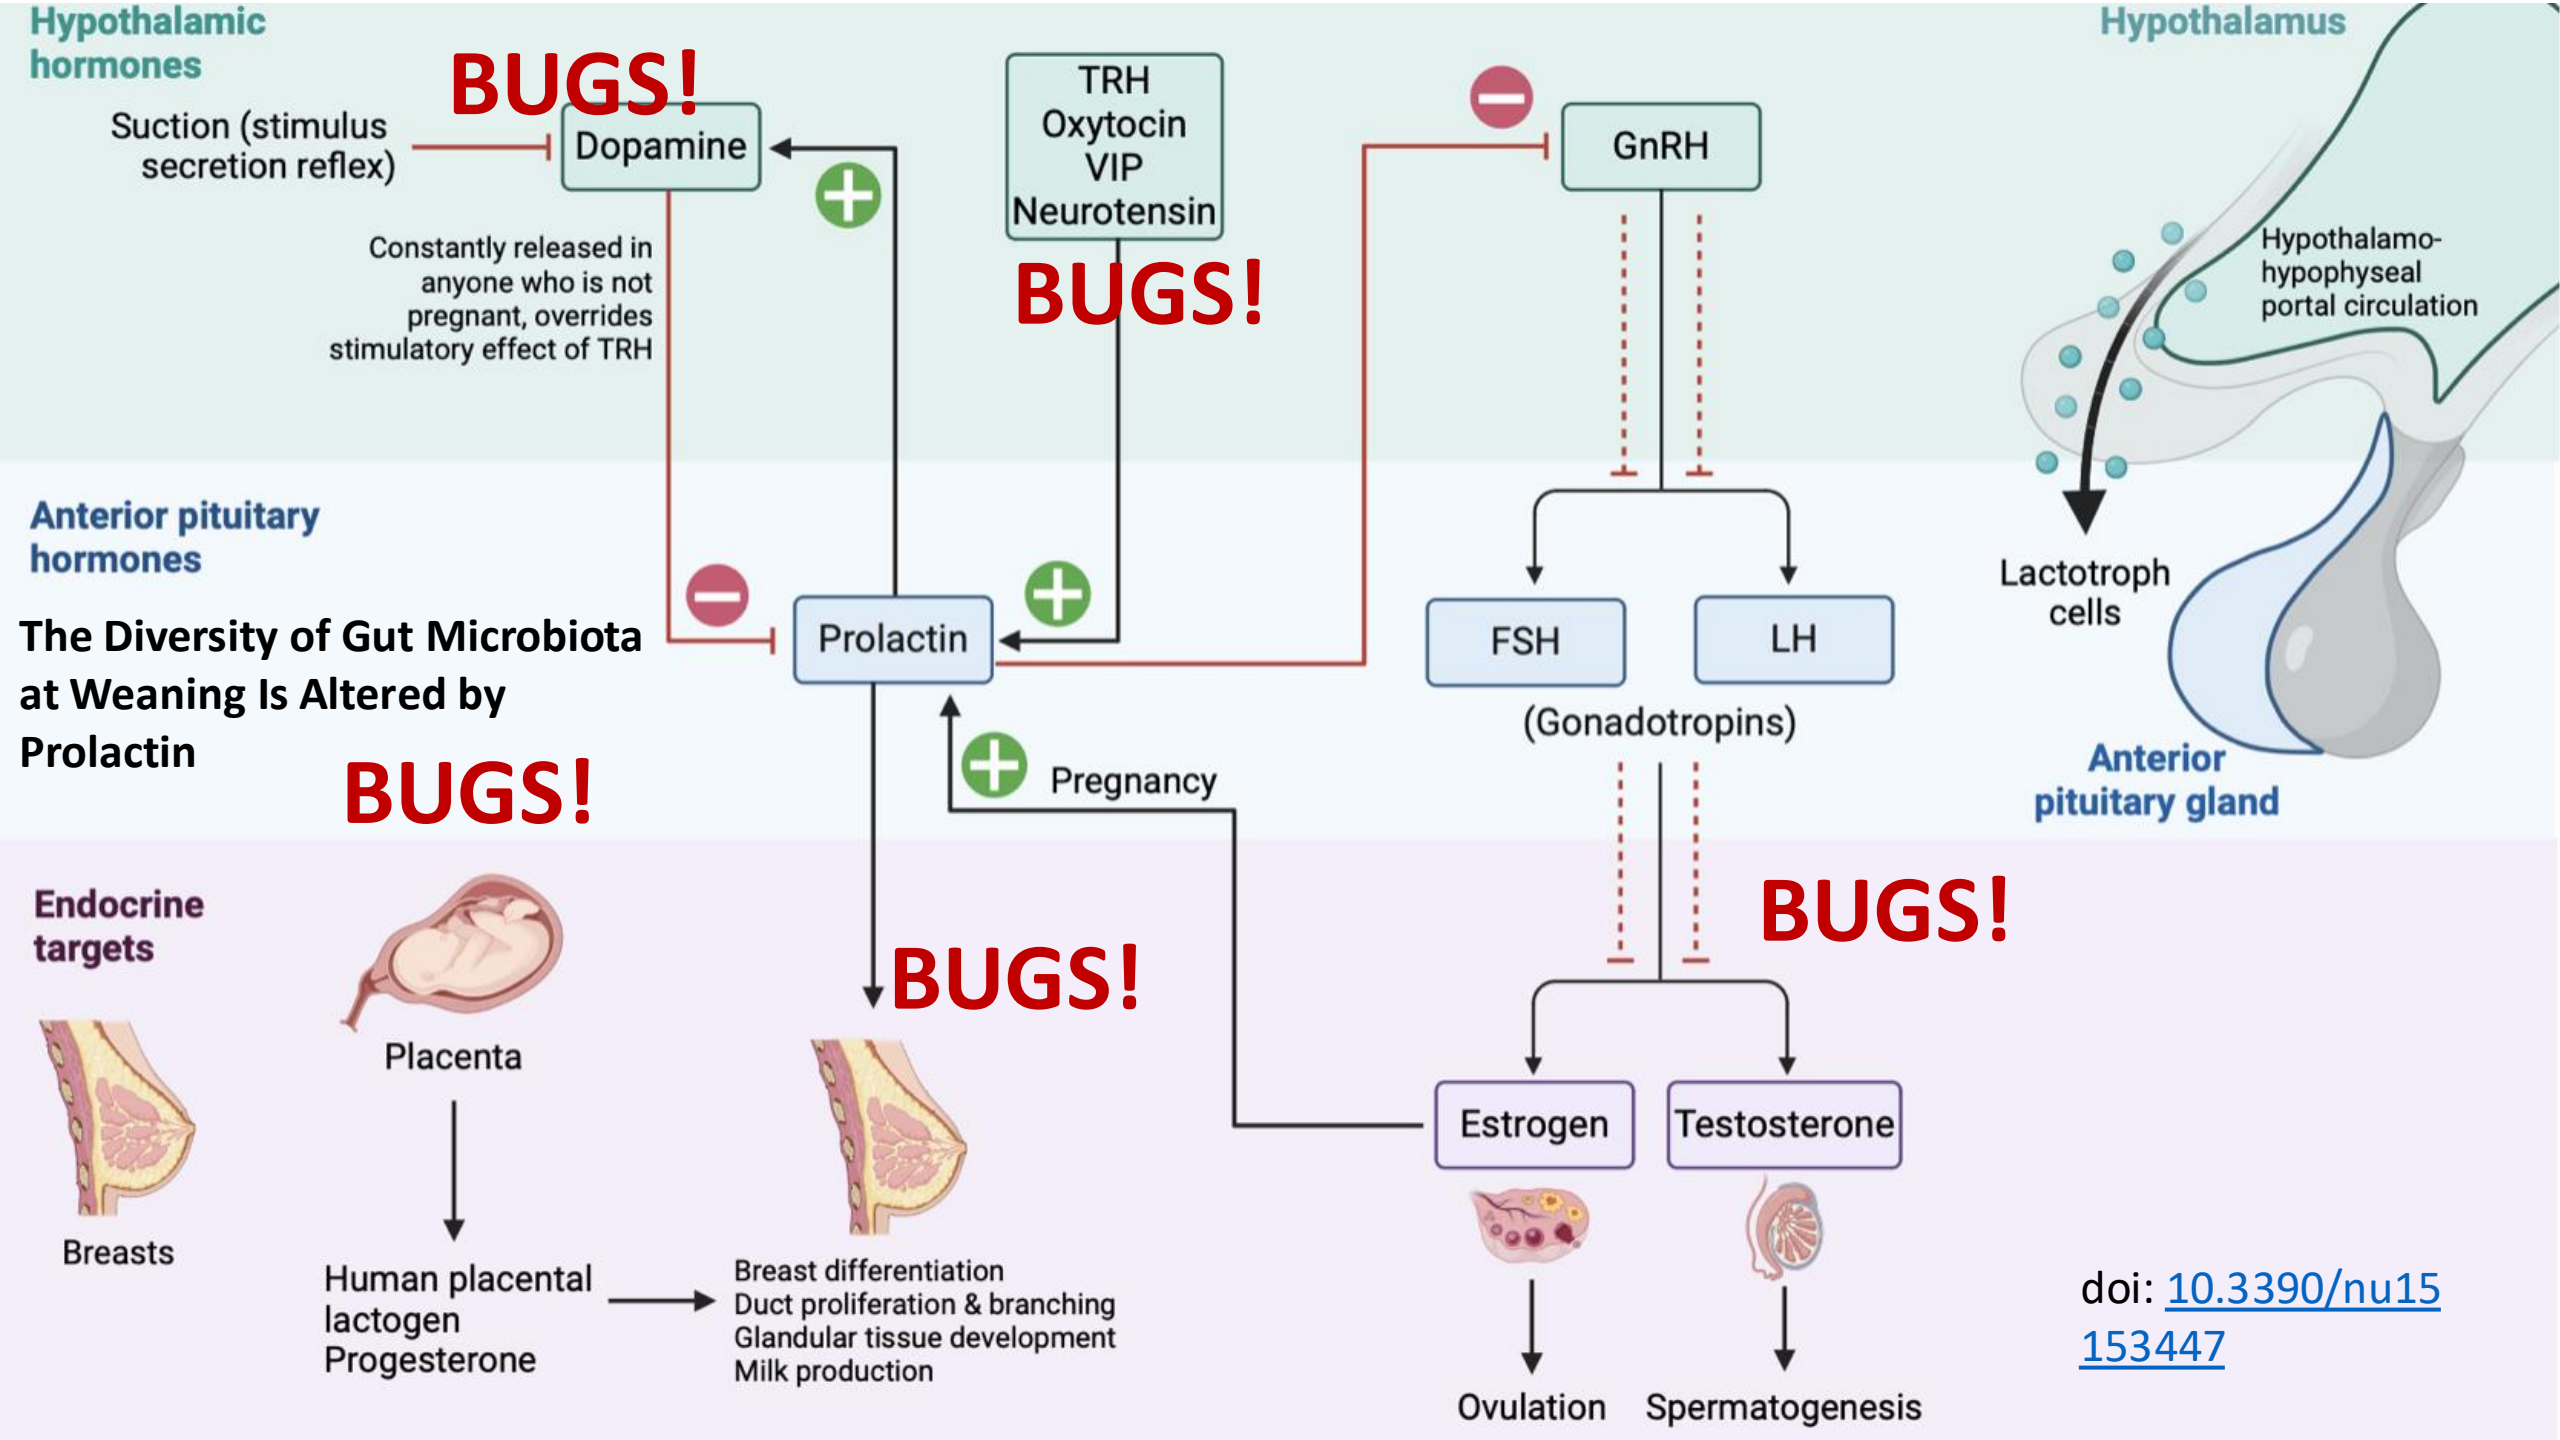 Hypothalamic
hormones
BUGS!
Suction (stimulus
secretion reflex)
Dopamine
Constantly released in
anyone who is not
pregnant, overrides
stimulatory effect of TRH
TRH
Oxytocin
VIP
Neurotensin
BUGS!
GnRH
Hypothalamus
Hypothalamo-
hypophyseal
portal circulation
Anterior pituitary
hormones
The Diversity of Gut Microbiota
at Weaning Is Altered by
Prolactin
BUGS!
Prolactin
Pregnancy
FSH
LH
(Gonadotropins)
Lactotroph
cells
Anterior
pituitary gland
Endocrine
targets
Breasts
Placenta
Human placental
lactogen
Progesterone
BUGS!
Breast differentiation
Duct proliferation & branching
Glandular tissue development
Milk production
BUGS!
Estrogen
Testosterone
Ovulation
Spermatogenesis
doi: 10.3390/nu15
153447